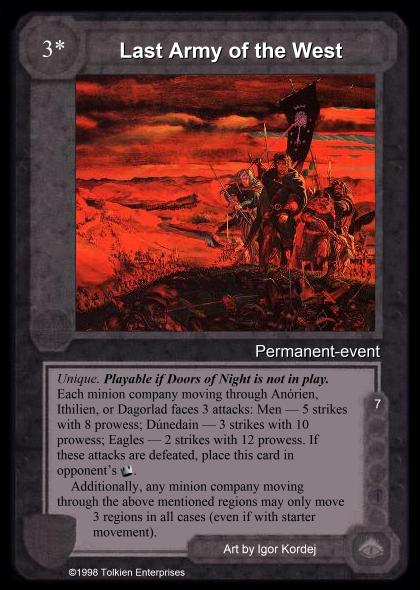 3*
Last Army of the West
Permanent-event
Unique. Playable if Doors of Night is not in play.
Each minion company moving through Anórien,
Ithilien, or Dagorlad faces 3 attacks: Men — 5 strikes
with 8 prowess; Dúnedain — 3 strikes with 10
prowess; Eagles — 2 strikes with 12 prowess. If
these attacks are defeated, place this card in
opponent's
Additionally, any minion company moving
through the above mentioned regions may only move
3 regions in all cases (even if with starter
movement).
7
Art by Igor Kordej
©1998 Tolkien Enterprises